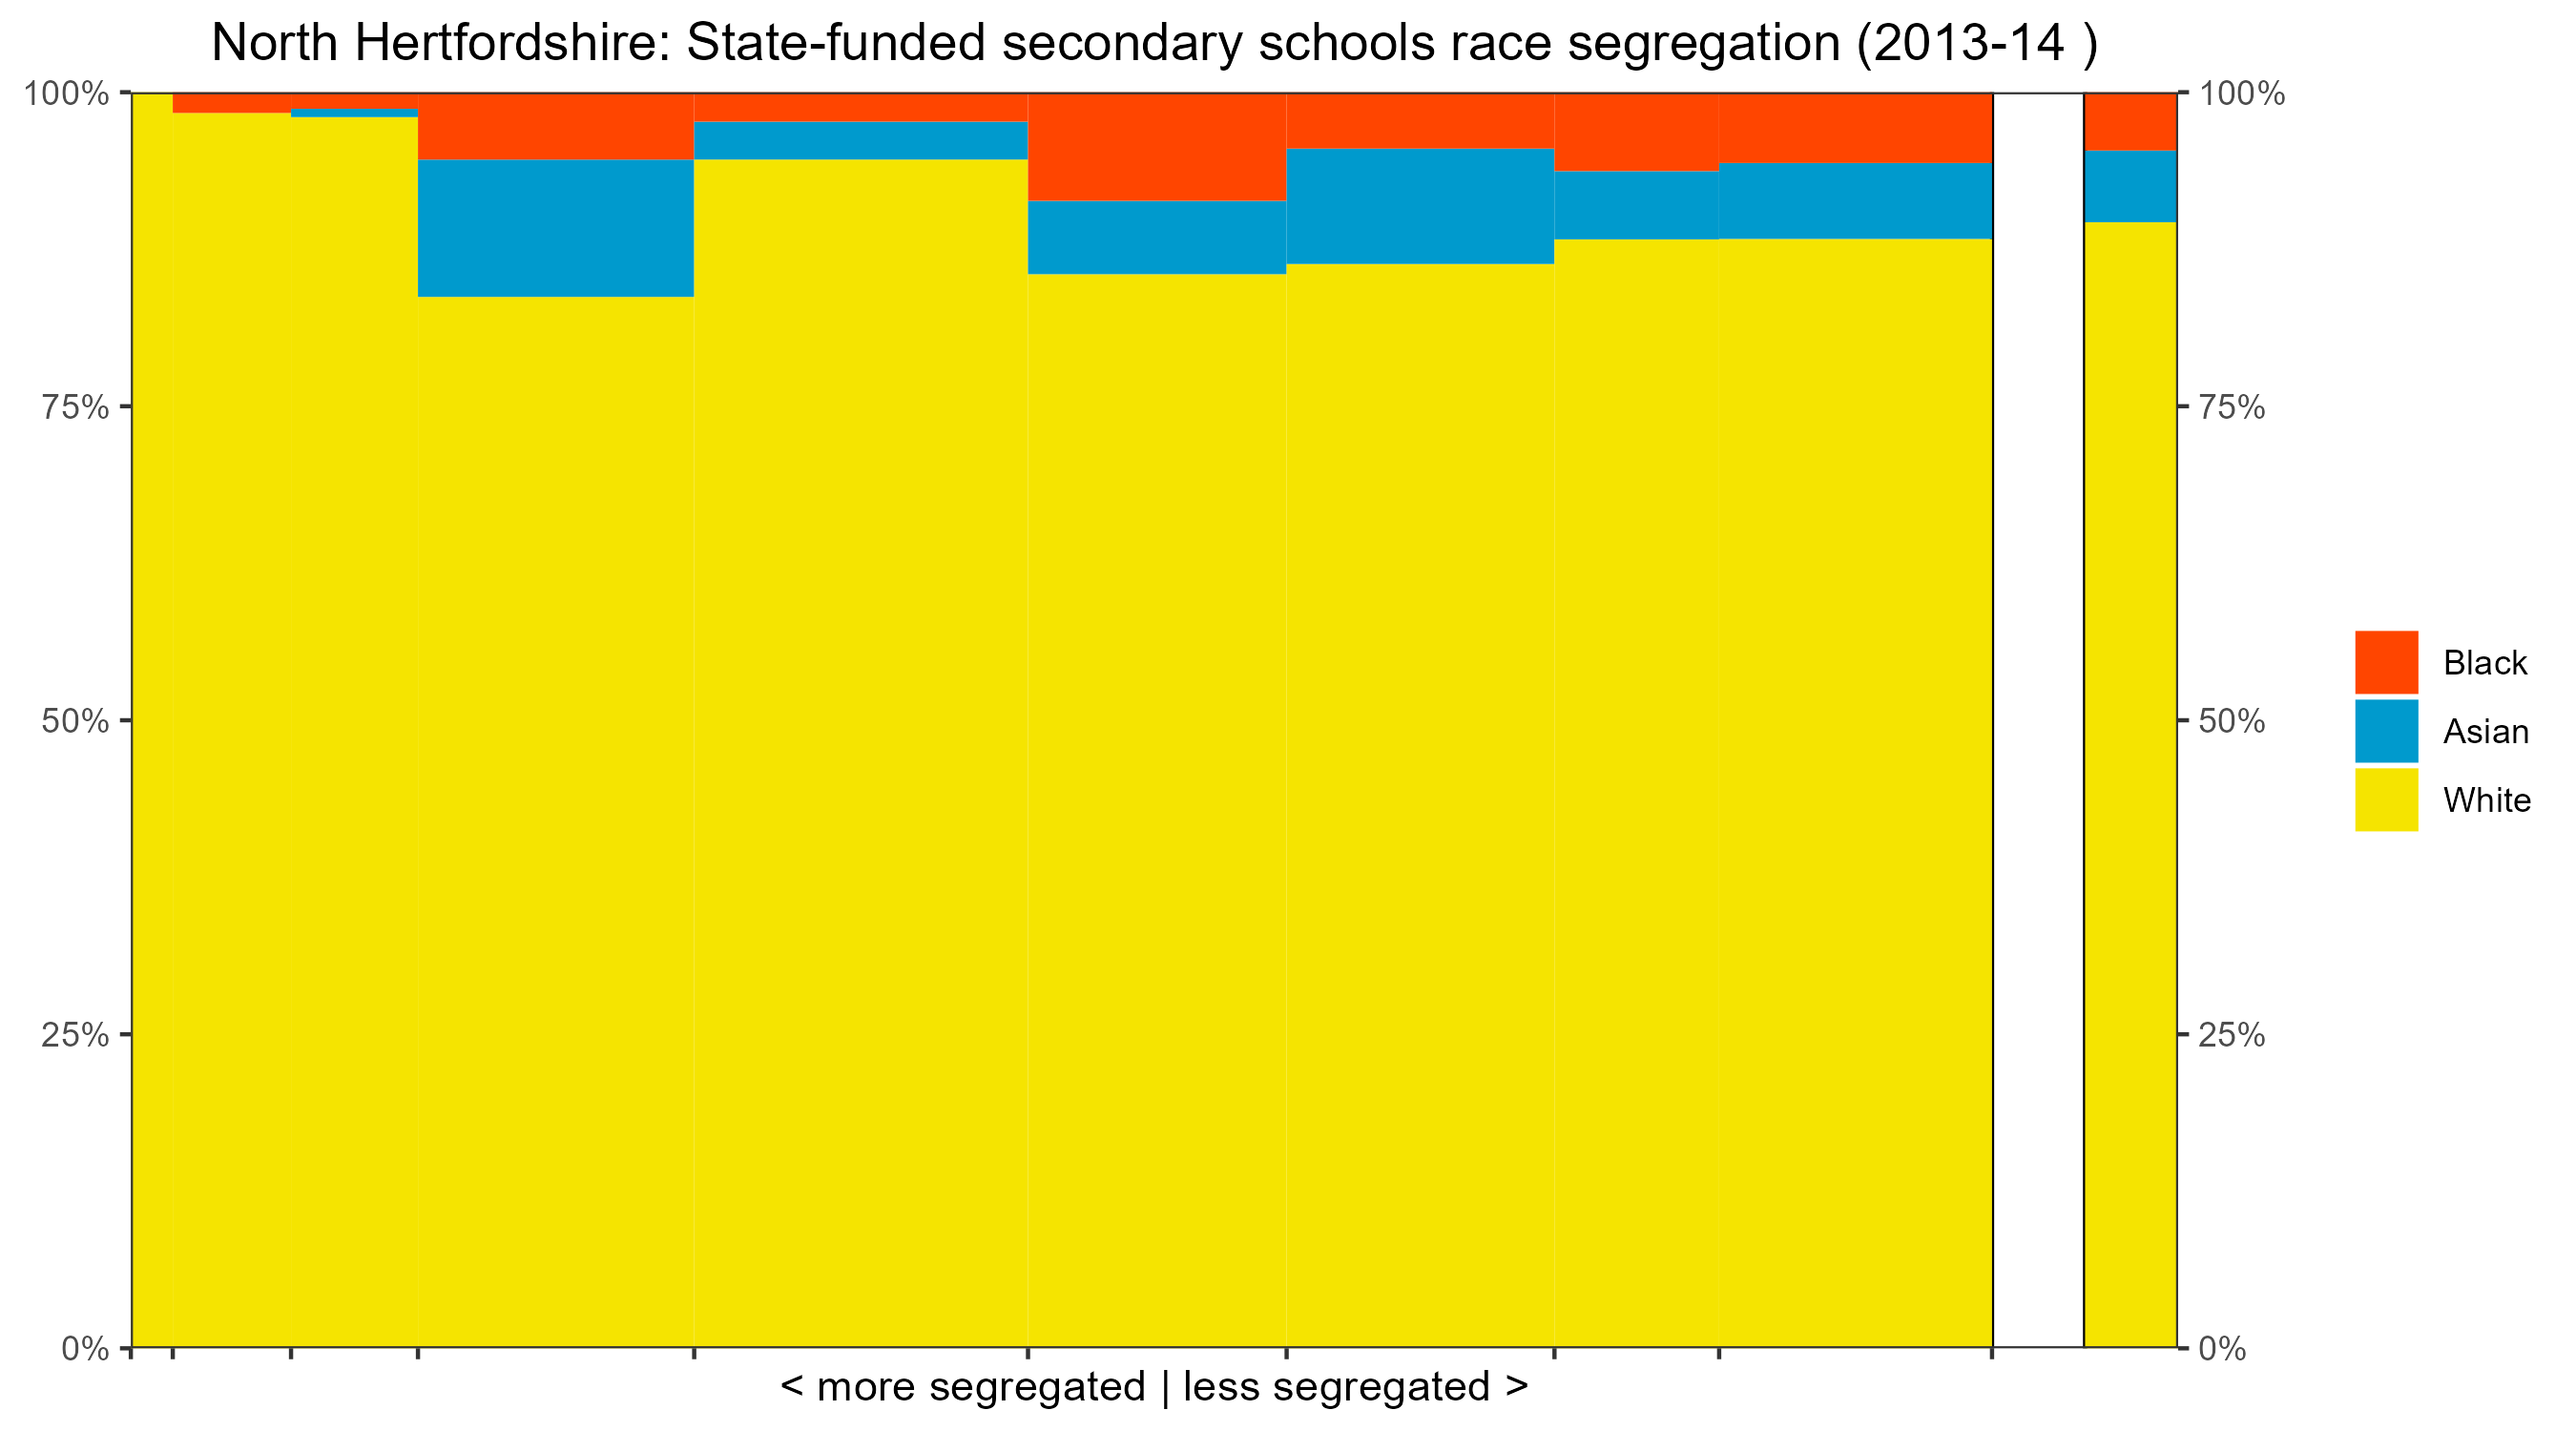 North Hertfordshire: State-funded secondary schools race segregation (2013-14 )
100%
75%
50%
25%
0%
100%
75%
50%
25%
0%
Black
Asian
White
< more segregated | less segregated >